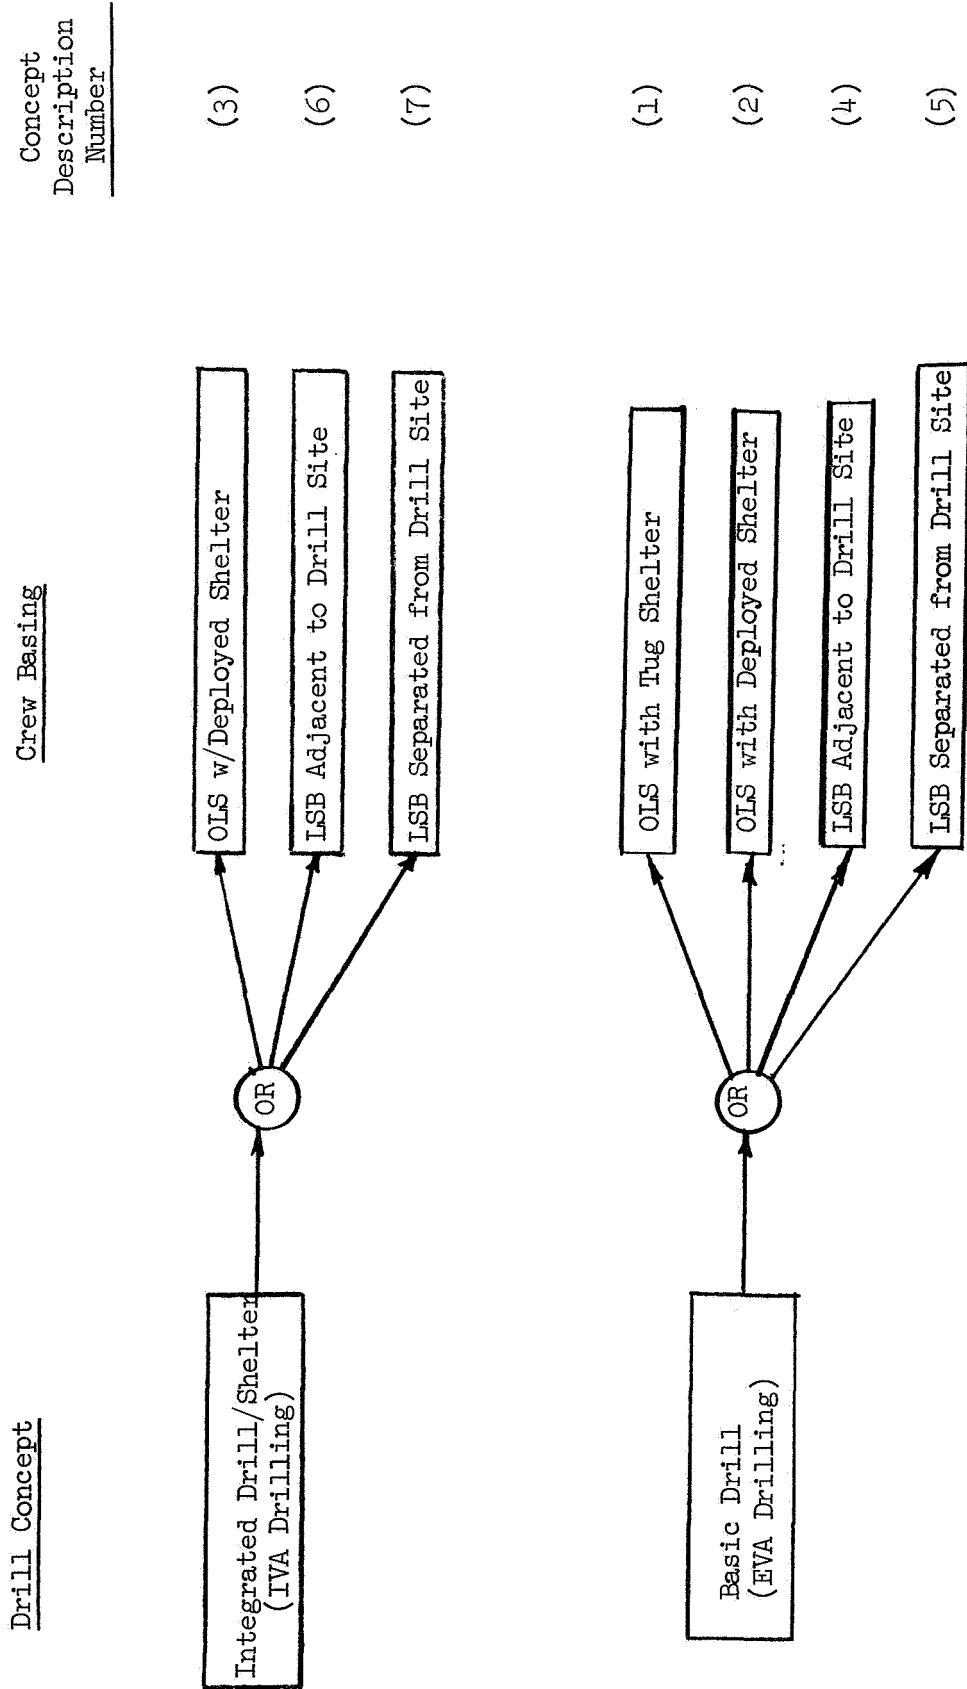 Drill Concept
Crew Basing
Concept
Description
Number
Integrated Drill/Shelter
(IVA Drilling)
OR
OLS w/Deployed Shelter
(3)
LSB Adjacent to Drill Site
(6)
LSB Separated from Drill Site
(7)
Basic Drill
(EVA Drilling)
OR
OLS with Tug Shelter
(1)
OLS with Deployed Shelter
(2)
LSB Adjacent to Drill Site
(4)
LSB Separated from Drill Site
(5)